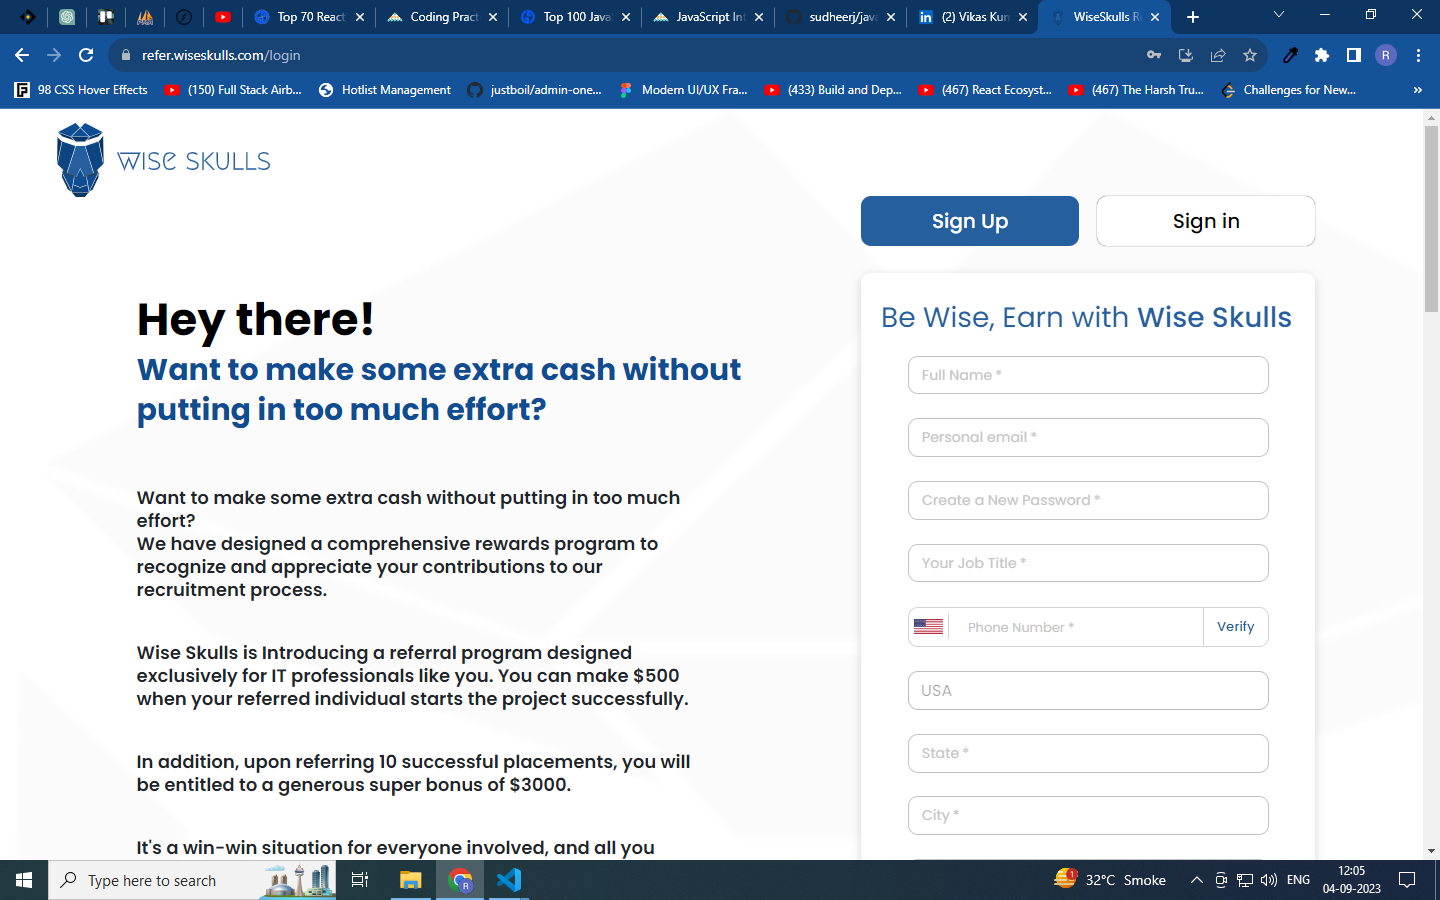 Top 70 React
Coding Pract
Top 100 Java
JavaScript Int
sudheerj/java
(2) Vikas Kum
WiseSkulls Re
refer.wiseskulls.com/login
R
98 CSS Hover Effects
(150) Full Stack Airb...
Hotlist Management
justboil/admin-one...
Modern UI/UX Fra...
(433) Build and Dep...
(467) React Ecosyst...
(467) The Harsh Tru...
Challenges for New...
»
WISE SKULLS
Sign Up
Sign in
Hey there!
Want to make some extra cash without
putting in too much effort?
Want to make some extra cash without putting in too much
effort?
We have designed a comprehensive rewards program to
recognize and appreciate your contributions to our
recruitment process.
Wise Skulls is Introducing a referral program designed
exclusively for IT professionals like you. You can make $500
when your referred individual starts the project successfully.
In addition, upon referring 10 successful placements, you will
be entitled to a generous super bonus of $3000.
It's a win-win situation for everyone involved, and all you
Be Wise, Earn with Wise Skulls
Full Name *
Personal email *
Create a New Password *
Your Job Title *
Phone Number *
Verify
USA
State *
City *
Type here to search
R
1
32°C Smoke
ENG
12:05
04-09-2023